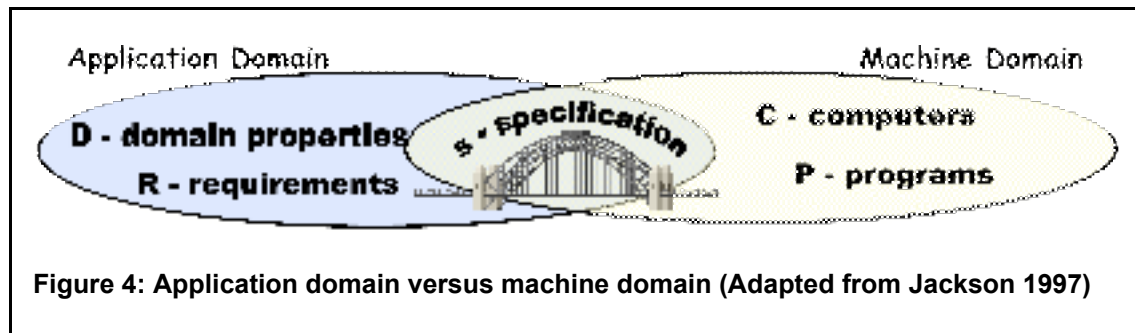 Application Domain
Machine Domain
D - domain properties
R - requirements
s - specification
C - computers
P - programs
Figure 4: Application domain versus machine domain (Adapted from Jackson 1997)